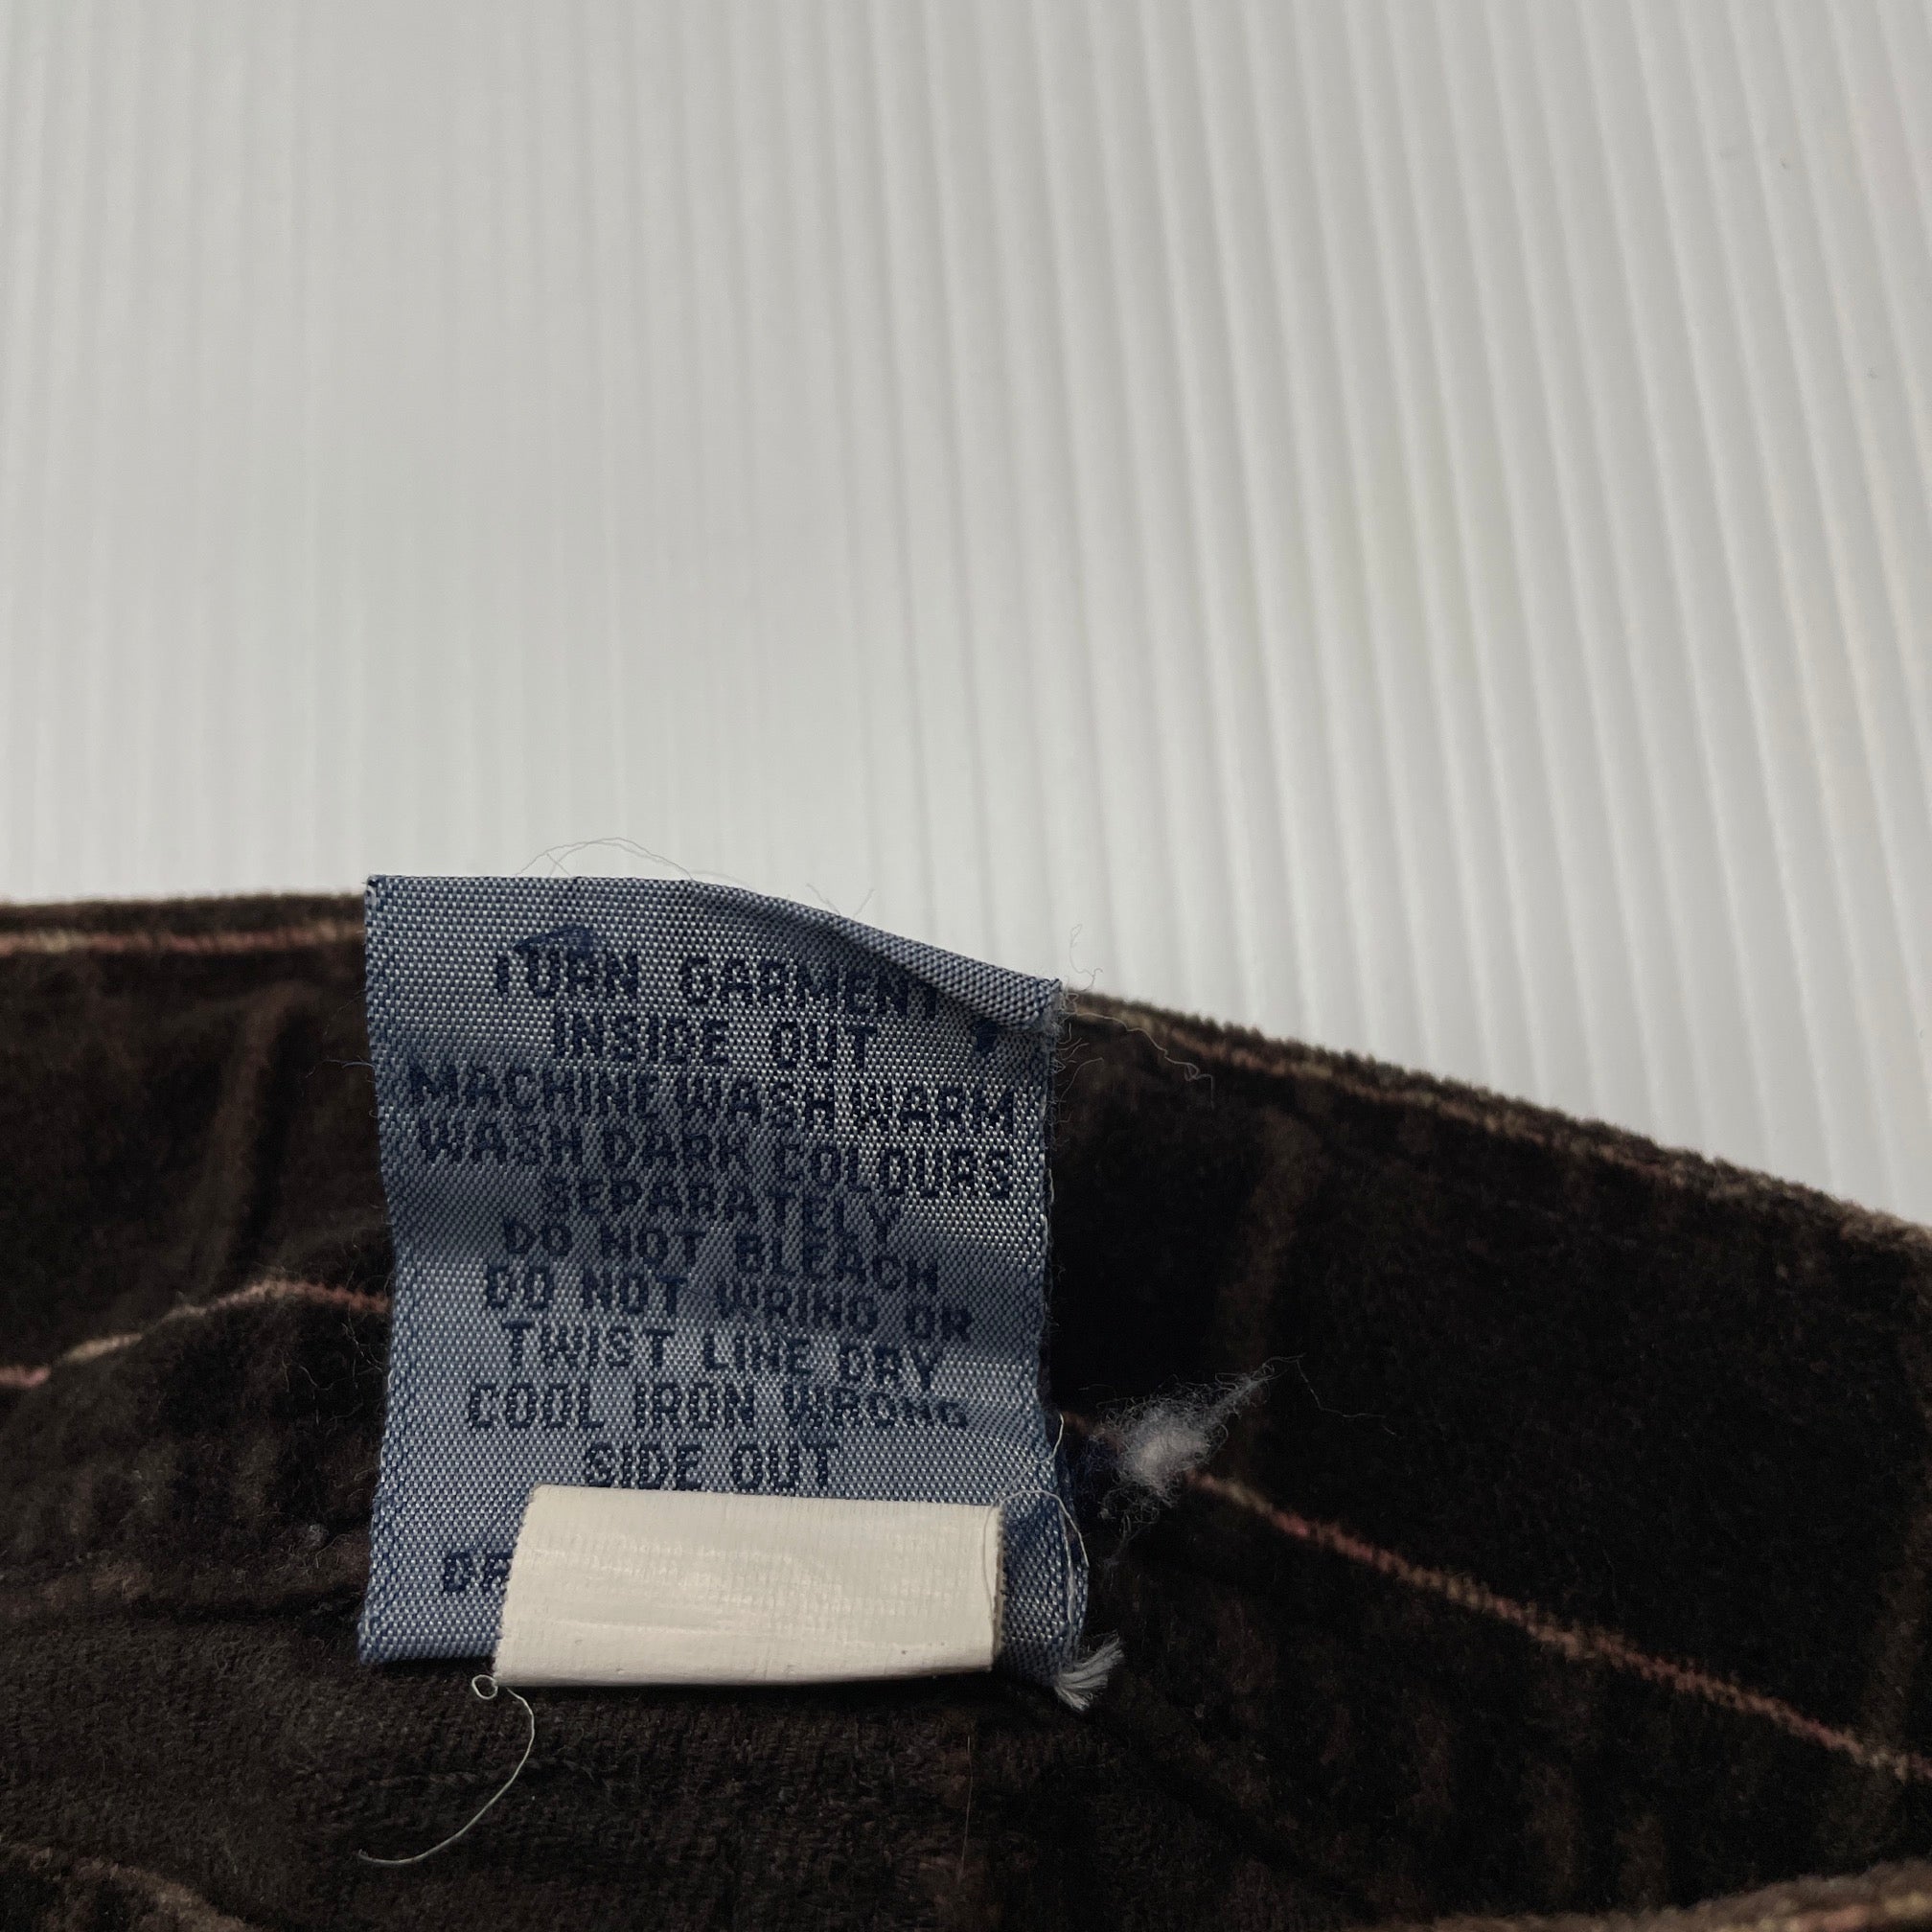 TURN GARMENT
INSIDE OUT
MACHINE WASH WARM
WASH DARK COLOURS
SEPARATELY
DO NOT BLEACH
DO NOT WRING OR
TWIST LINE DRY
COOL IRON WRONG
SIDE OUT